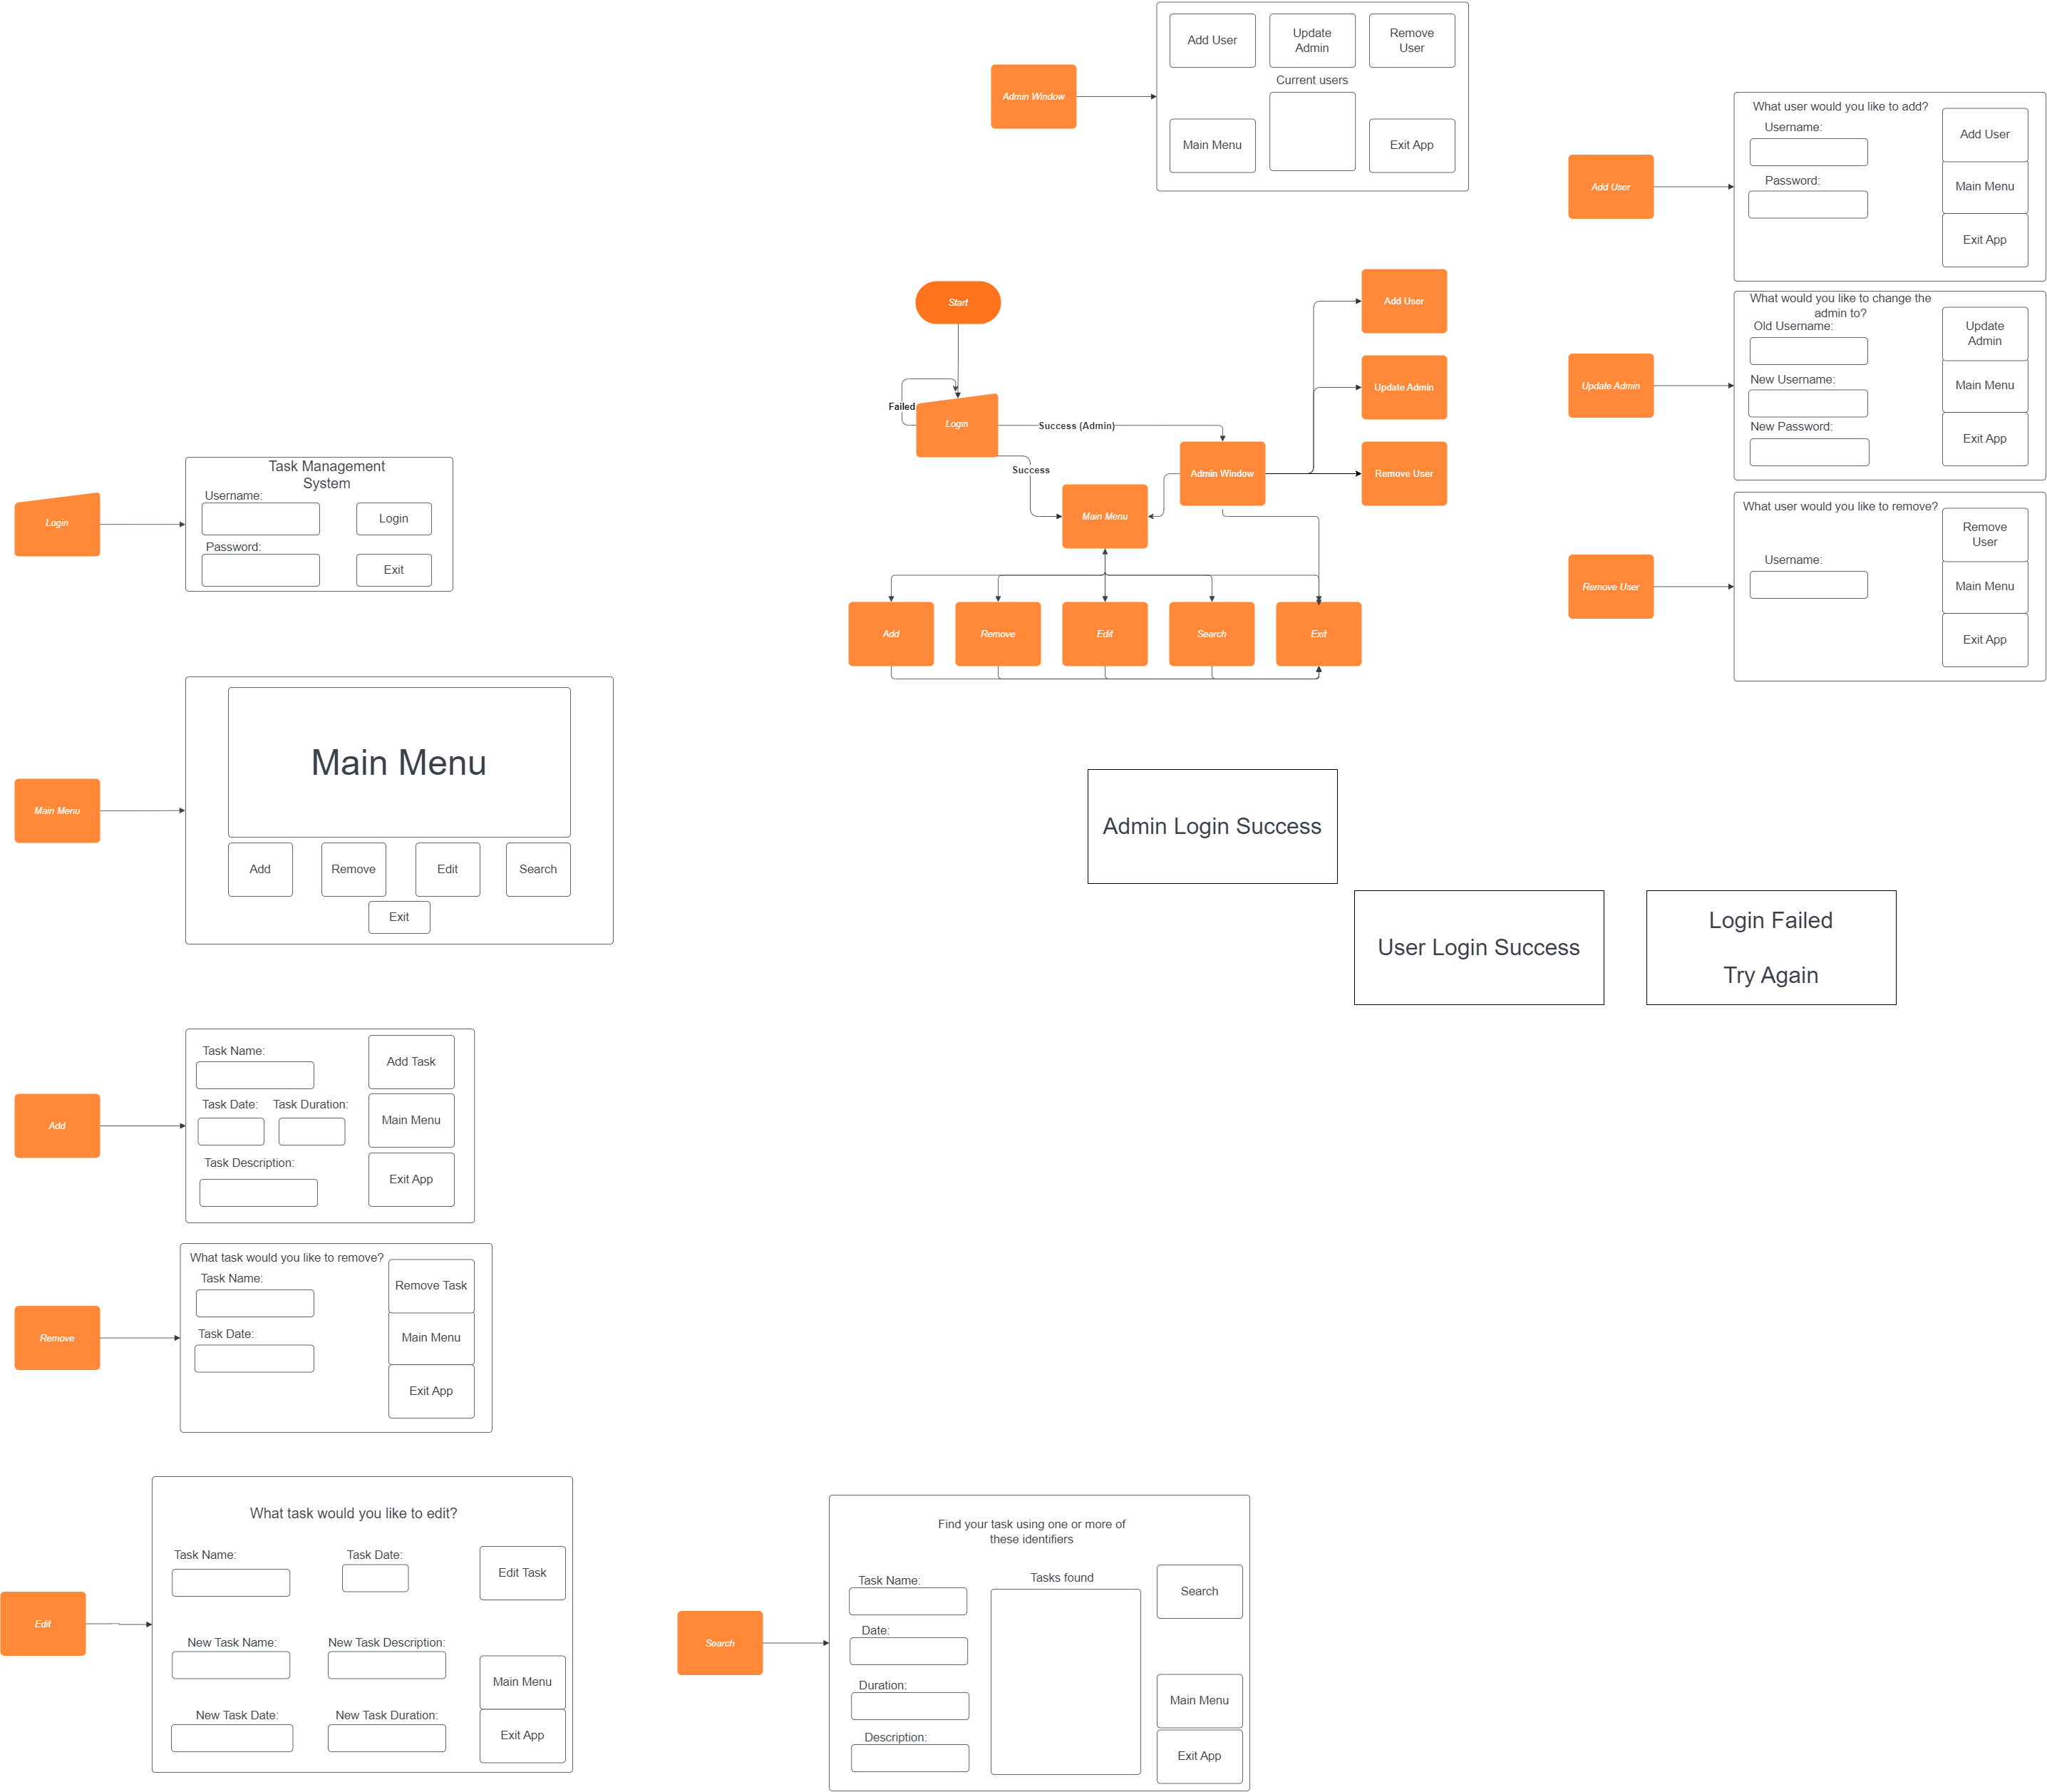 Add User
Update
Admin
Remove
User
Current users
Main Menu
Exit App
Admin Window
What user would you like to add?
Username:
Password:
Add User
Main Menu
Exit App
Add User
Start
Failed
Login
Success (Admin)
Success
Admin Window
Main Menu
Add User
Update Admin
Remove User
Add
Remove
Edit
Search
Exit
What would you like to change the
admin to?
Old Username:
New Username:
New Password:
Update
Admin
Main Menu
Exit App
Update Admin
What user would you like to remove?
Username:
Remove
User
Main Menu
Exit App
Remove User
Login
Task Management
System
Username:
Password:
Login
Exit
Main Menu
Main Menu
Add
Remove
Edit
Search
Exit
Admin Login Success
User Login Success
Login Failed
Try Again
Add
Task Name:
Task Date:
Task Duration:
Task Description:
Add Task
Main Menu
Exit App
Remove
What task would you like to remove?
Task Name:
Task Date:
Remove Task
Main Menu
Exit App
Edit
What task would you like to edit?
Task Name:
Task Date:
Edit Task
New Task Name:
New Task Description:
New Task Date:
New Task Duration:
Main Menu
Exit App
Search
Find your task using one or more of
these identifiers
Task Name:
Date:
Duration:
Description:
Tasks found
Search
Main Menu
Exit App